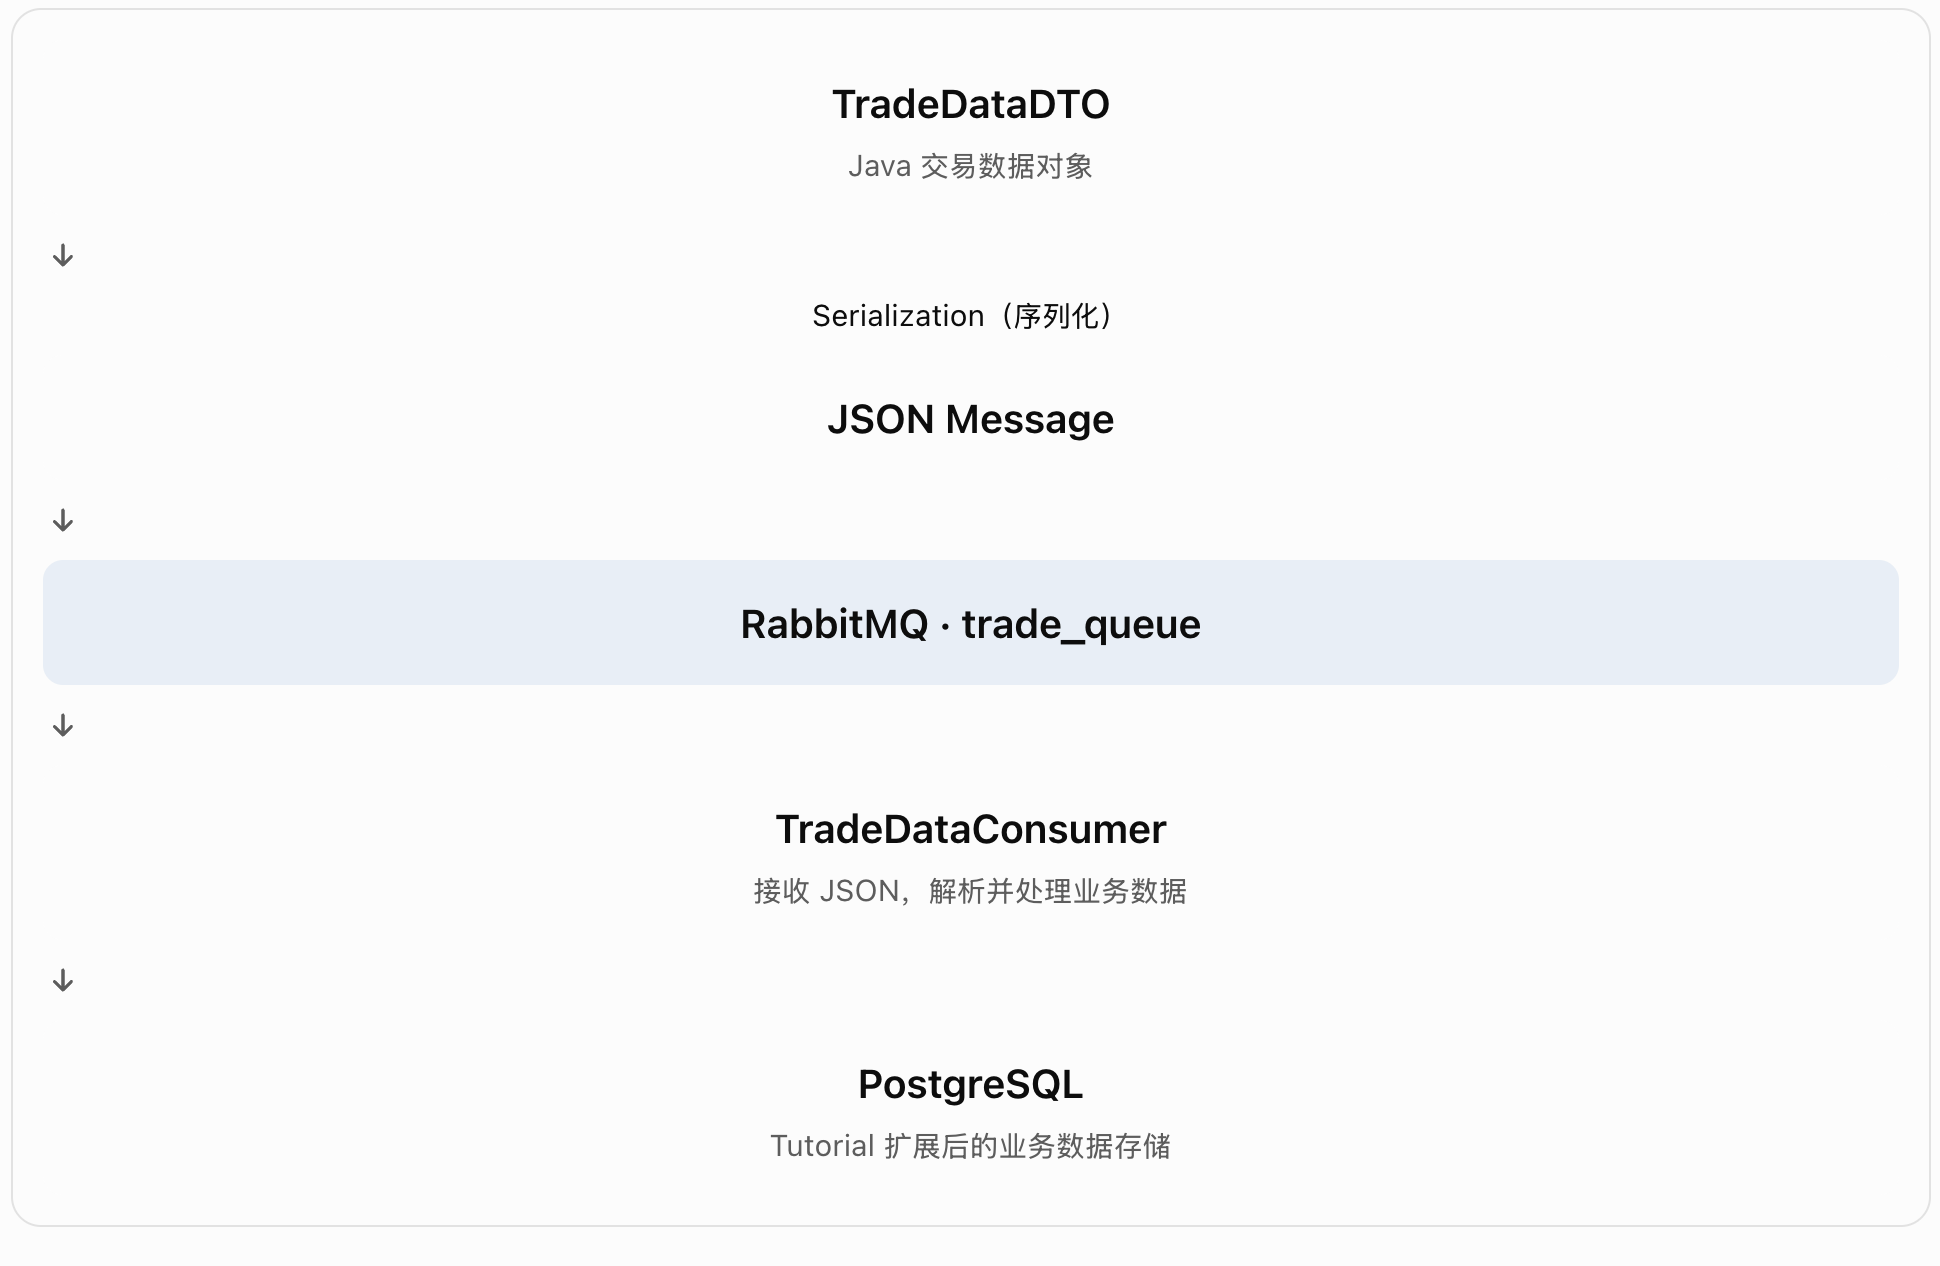 TradeDataDTO
Java 交易数据对象
↓
Serialization（序列化）
JSON Message
↓
RabbitMQ · trade_queue
↓
TradeDataConsumer
接收 JSON，解析并处理业务数据
↓
PostgreSQL
Tutorial 扩展后的业务数据存储